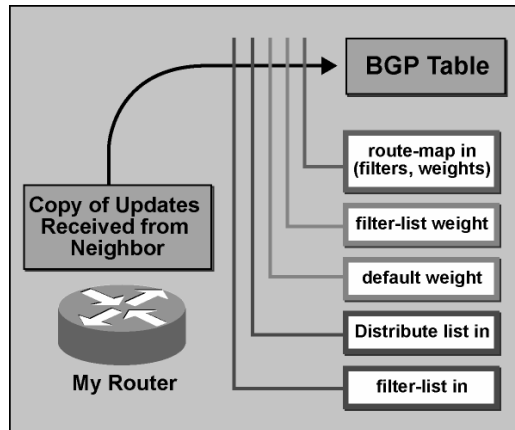 BGP Table
route-map in
(filters, weights)
Copy of Updates
Received from
Neighbor
filter-list weight
default weight
Distribute list in
filter-list in
My Router